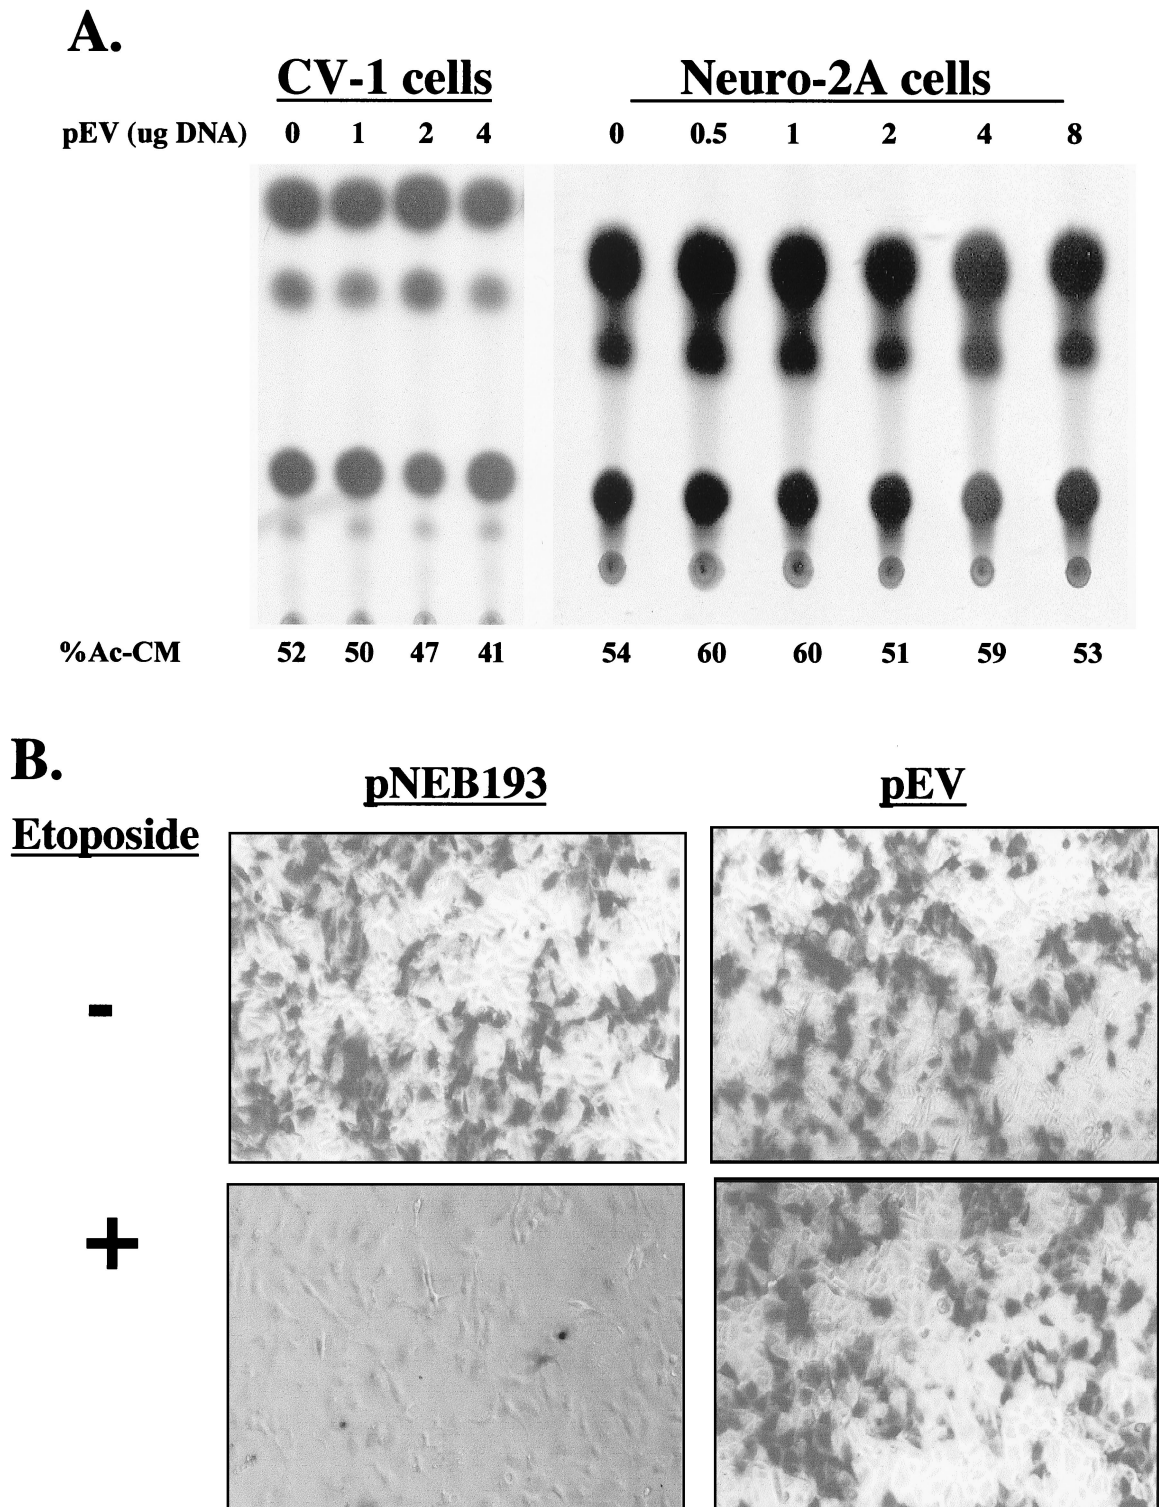 A.
CV-1 cells Neuro-2A cells
pEV (ug DNA) 0 1 2 4 0 0.5 1 2 4 8
%Ac-CM 52 50 47 41 54 60 60 51 59 53
B.
pNEB193 pEV
Etoposide
-
+